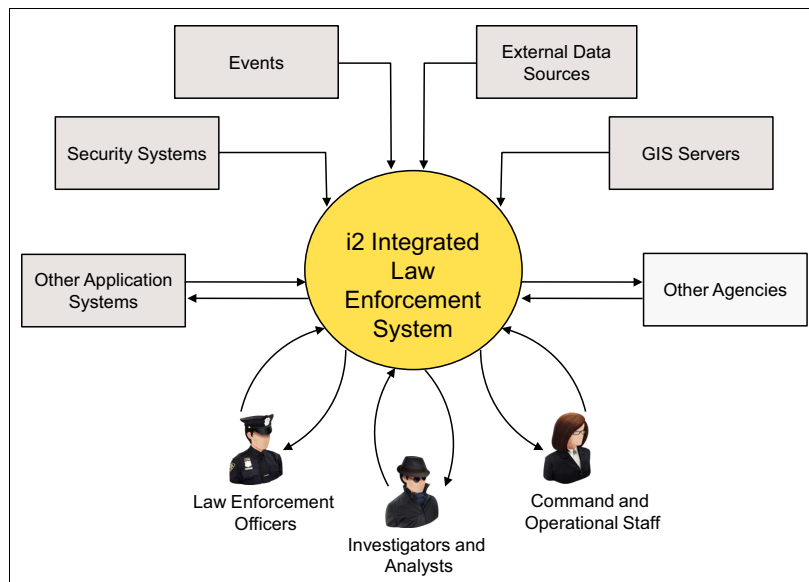 Events
External Data
Sources
Security Systems
GIS Servers
i2 Integrated
Law
Enforcement
System
Other Application
Systems
Other Agencies
Law Enforcement
Officers
Investigators and
Analysts
Command and
Operational Staff